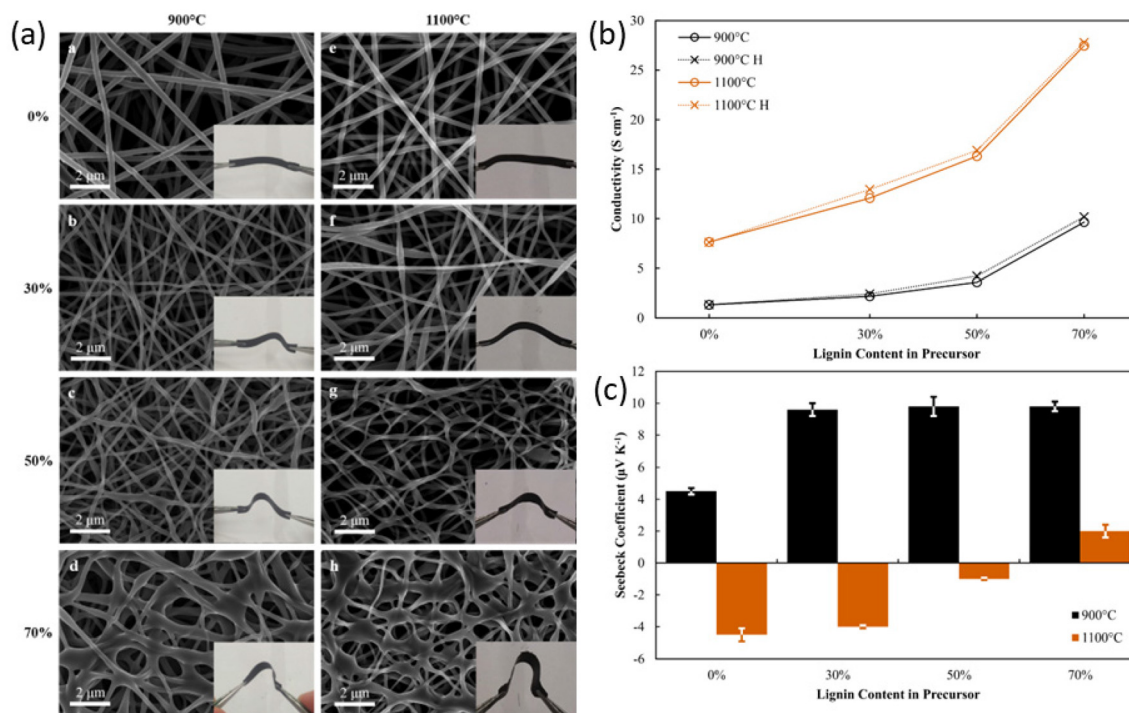 (a)
900°C
1100°C
0%
30%
50%
70%
a
2 μm
e
2 μm
b
2 μm
f
2 μm
c
2 μm
g
2 μm
d
2 μm
h
2 μm
(b)
Conductivity (S cm⁻¹)
30
25
20
15
10
5
0
900°C
900°C H
1100°C
1100°C H
0%
30%
50%
70%
Lignin Content in Precursor
(c)
Seebeck Coefficient (μV K⁻¹)
12
10
8
6
4
2
0
-2
-4
-6
900°C
1100°C
0%
30%
50%
70%
Lignin Content in Precursor